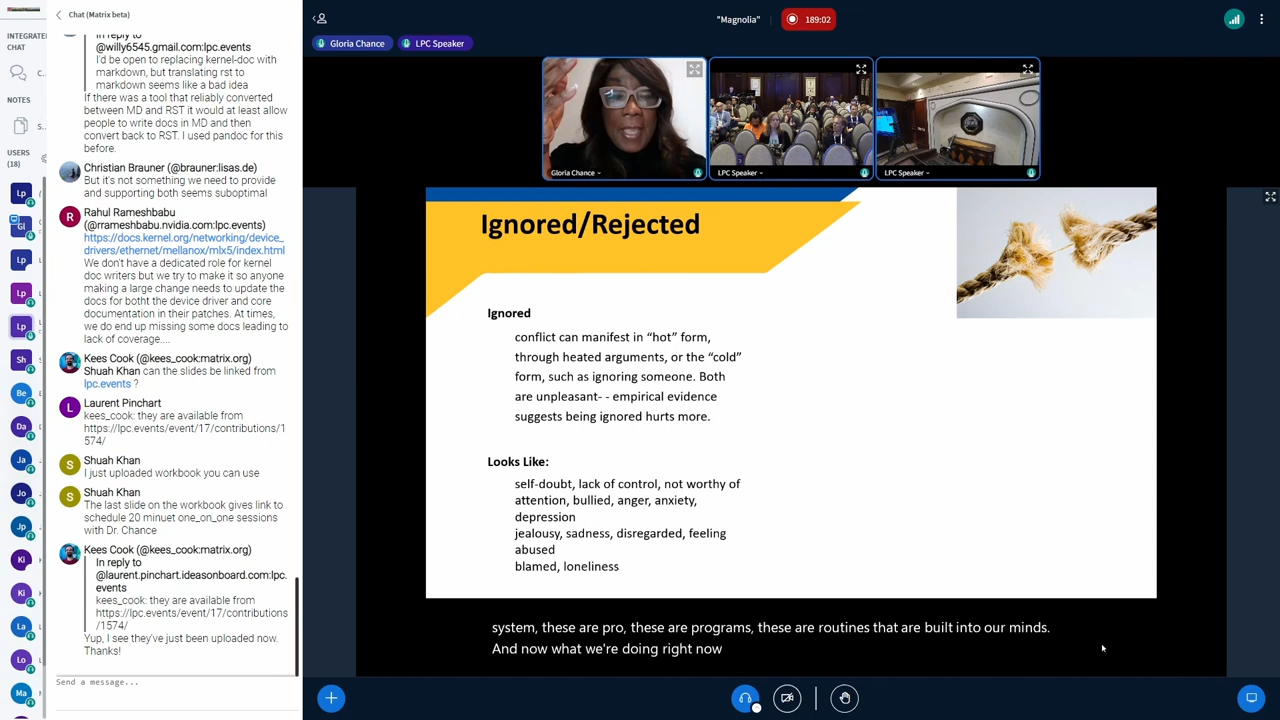 INTEGRATE
CHAT
C..
NOTES
S...
USERS
(18)
Lp
Gl
Lp
Lp
Lp
Sh
Be
Da
Ja
Jo
Jp
Ki
Ki
La
Lo
Ma
Chat (Matrix beta)
In reply to
@willy6545.gmail.com:lpc.events
I'd be open to replacing kernel-doc with
markdown, but translating rst to
markdown seems like a bad idea
If there was a tool that reliably converted
between MD and RST it would at least allow
people to write docs in MD and then
convert back to RST. I used pandoc for this
before.
Christian Brauner (@brauner:lisas.de)
But it's not something we need to provide
and supporting both seems suboptimal
R
Rahul Rameshbabu
(@rrameshbabu.nvidia.com:lpc.events)
https://docs.kernel.org/networking/device_
drivers/ethernet/mellanox/mlx5/index.html
We don't have a dedicated role for kernel
doc writers but we try to make it so anyone
making a large change needs to update the
docs for botht the device driver and core
documentation in their patches. At times,
we do end up missing some docs leading to
lack of coverage....
Kees Cook (@kees_cook:matrix.org)
Shuah Khan can the slides be linked from
lpc.events ?
L
Laurent Pinchart
kees_cook: they are available from
https://lpc.events/event/17/contributions/1
574/
S
Shuah Khan
I just uploaded workbook you can use
S
Shuah Khan
The last slide on the workbook gives link to
schedule 20 minuet one_on_one sessions
with Dr. Chance
Kees Cook (@kees_cook:matrix.org)
In reply to
@laurent.pinchart.ideasonboard.com:lpc.
events
kees_cook: they are available from
https://lpc.events/event/17/contributions
/1574/
Yup, I see they've just been uploaded now.
Thanks!
Send a message...
"Magnolia"
189:02
Gloria Chance
LPC Speaker
Gloria Chance
LPC Speaker
LPC Speaker
Ignored/Rejected
Ignored
conflict can manifest in “hot” form,
through heated arguments, or the “cold”
form, such as ignoring someone. Both
are unpleasant- - empirical evidence
suggests being ignored hurts more.
Looks Like:
self-doubt, lack of control, not worthy of
attention, bullied, anger, anxiety,
depression
jealousy, sadness, disregarded, feeling
abused
blamed, loneliness
system, these are pro, these are programs, these are routines that are built into our minds.
And now what we're doing right now